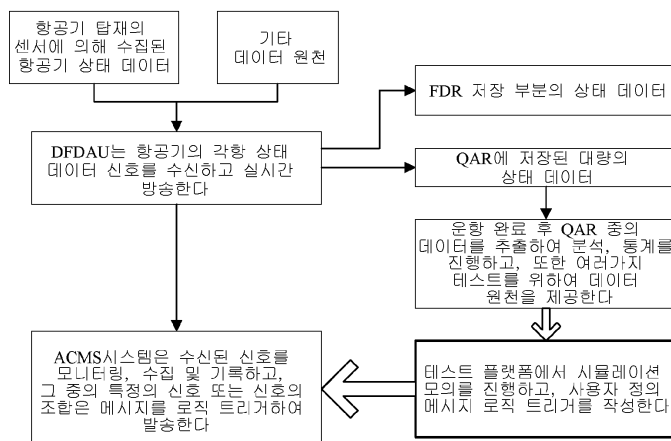 항공기 탑재의
센서에 의해 수집된
항공기 상태 데이터
기타
데이터 원천
FDR 저장 부분의 상태 데이터
DFDAU는 항공기의 각항 상태
데이터 신호를 수신하고 실시간
방송한다
QAR에 저장된 대량의
상태 데이터
운항 완료 후 QAR 중의
데이터를 추출하여 분석, 통계를
진행하고, 또한 여러가지
테스트를 위하여 데이터
원천을 제공한다
ACMS시스템은 수신된 신호를
모니터링, 수집 및 기록하고,
그 중의 특정의 신호 또는 신호의
조합은 메시지를 로직 트리거하여
발송한다
테스트 플랫폼에서 시뮬레이션
모의를 진행하고, 사용자 정의
메시지 로직 트리거를 작성한다